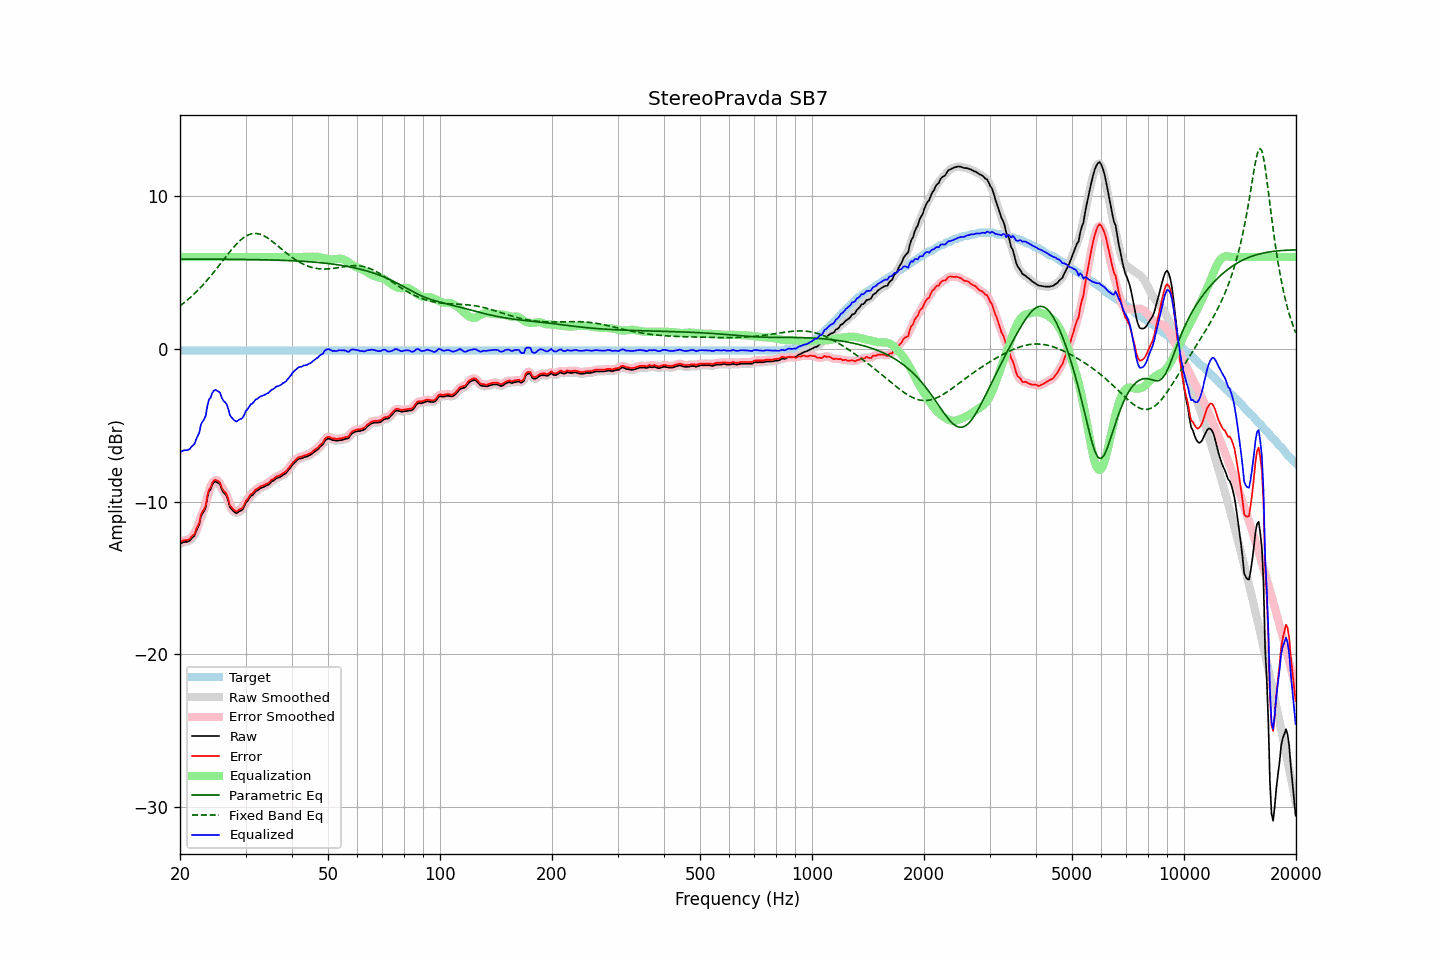 StereoPravda SB7
10
0
−10
−20
−30
Amplitude (dBr)
20
50
100
200
500
1000
2000
5000
10000
20000
Frequency (Hz)
Target
Raw Smoothed
Error Smoothed
Raw
Error
Equalization
Parametric Eq
Fixed Band Eq
Equalized